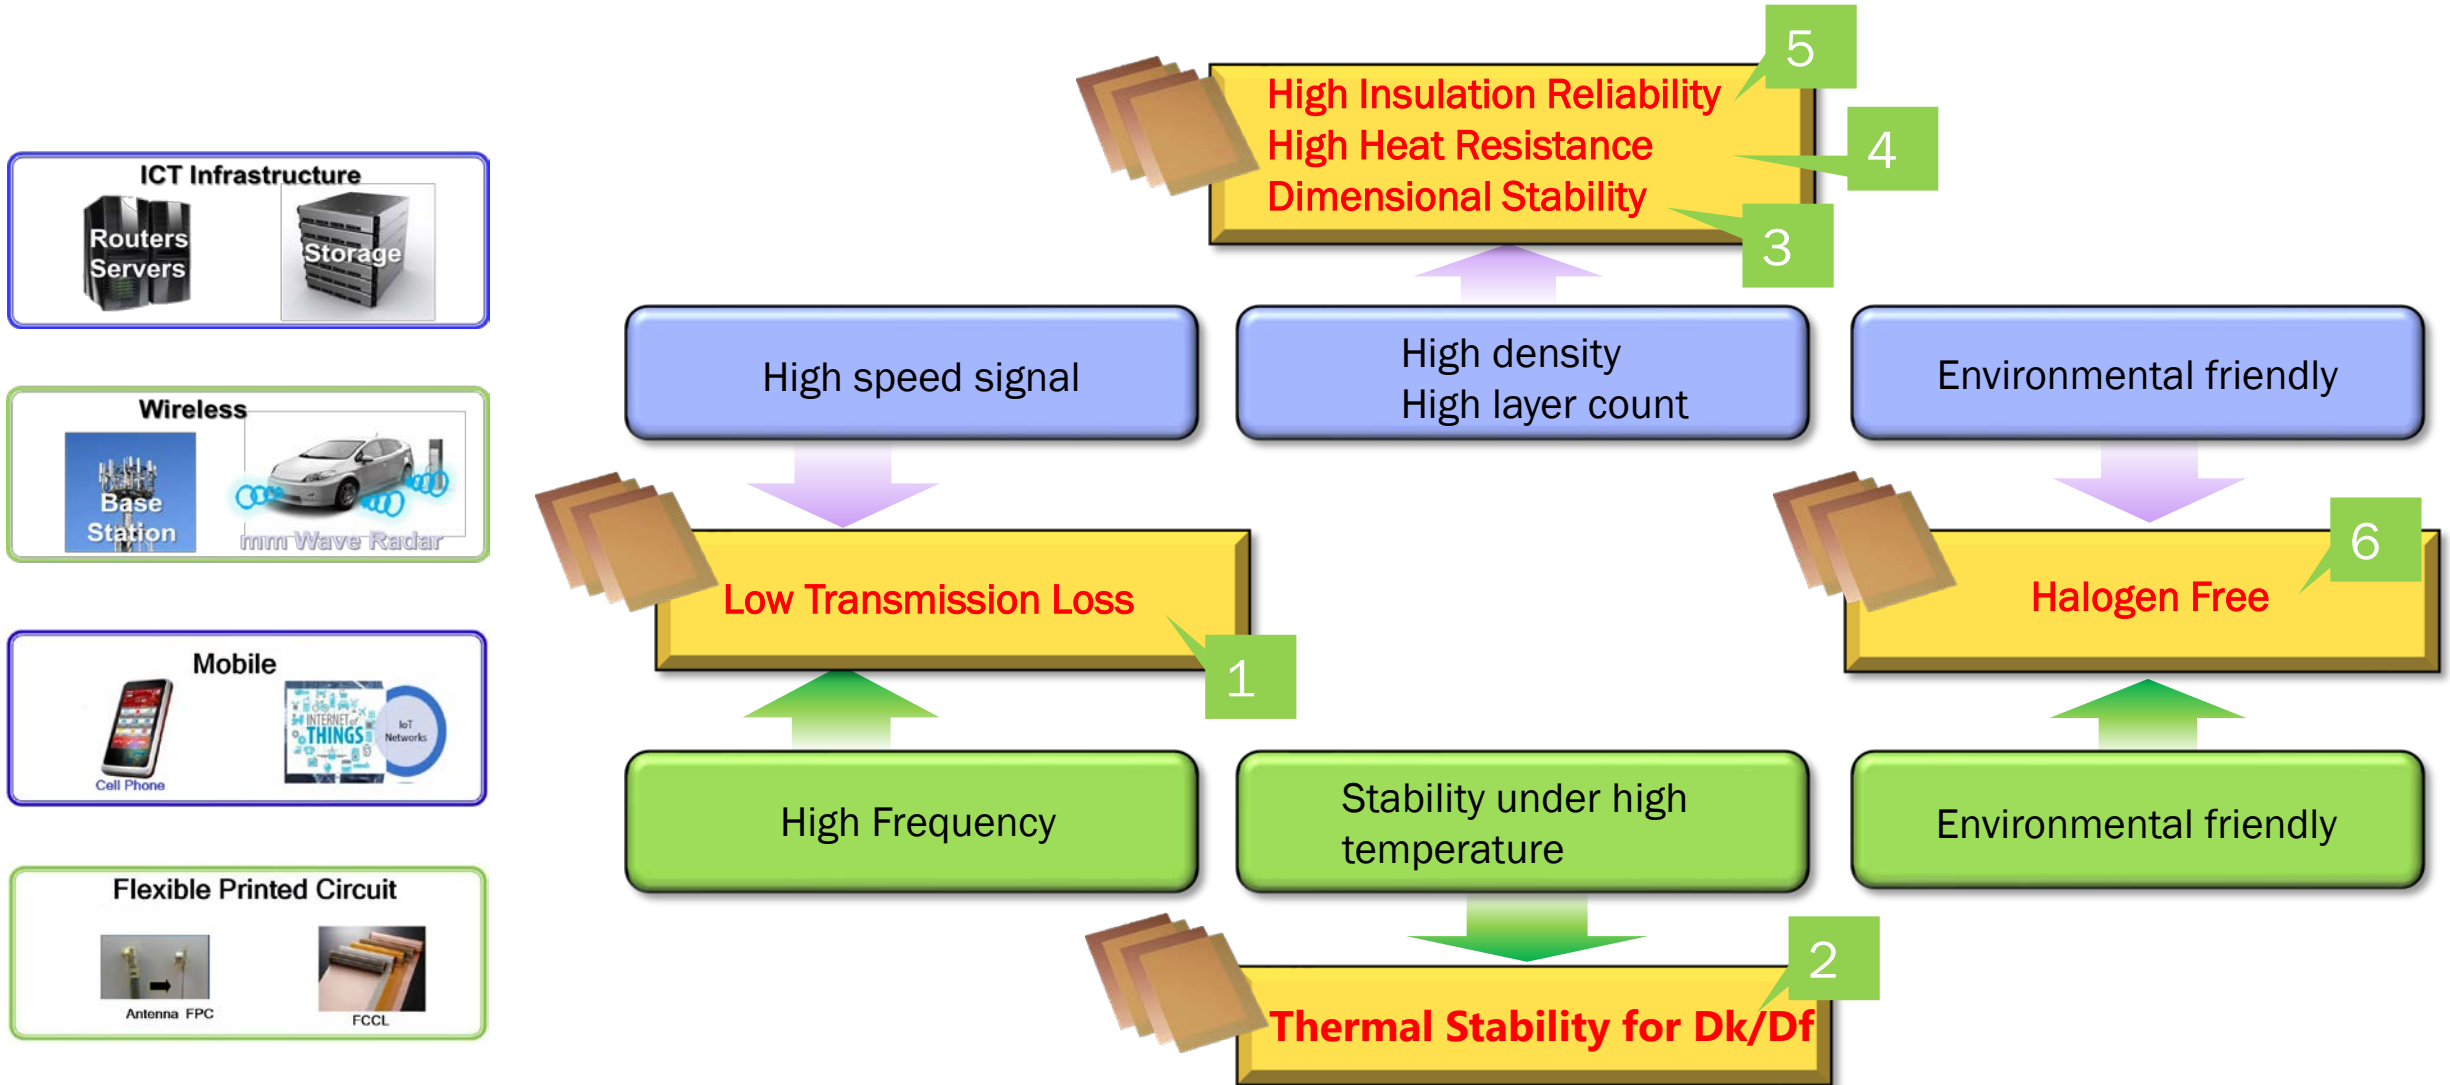 ICT Infrastructure
Routers
Servers
Storage
Wireless
Base
Station
mm Wave Radar
Mobile
Cell Phone
INTERNET of
THINGS
IoT
Networks
Flexible Printed Circuit
Antenna FPC
FCCL
5
High Insulation Reliability
High Heat Resistance
4
Dimensional Stability
3
High speed signal
High density
High layer count
Environmental friendly
Low Transmission Loss
1
Halogen Free
6
High Frequency
Stability under high
temperature
Environmental friendly
2
Thermal Stability for Dk/Df